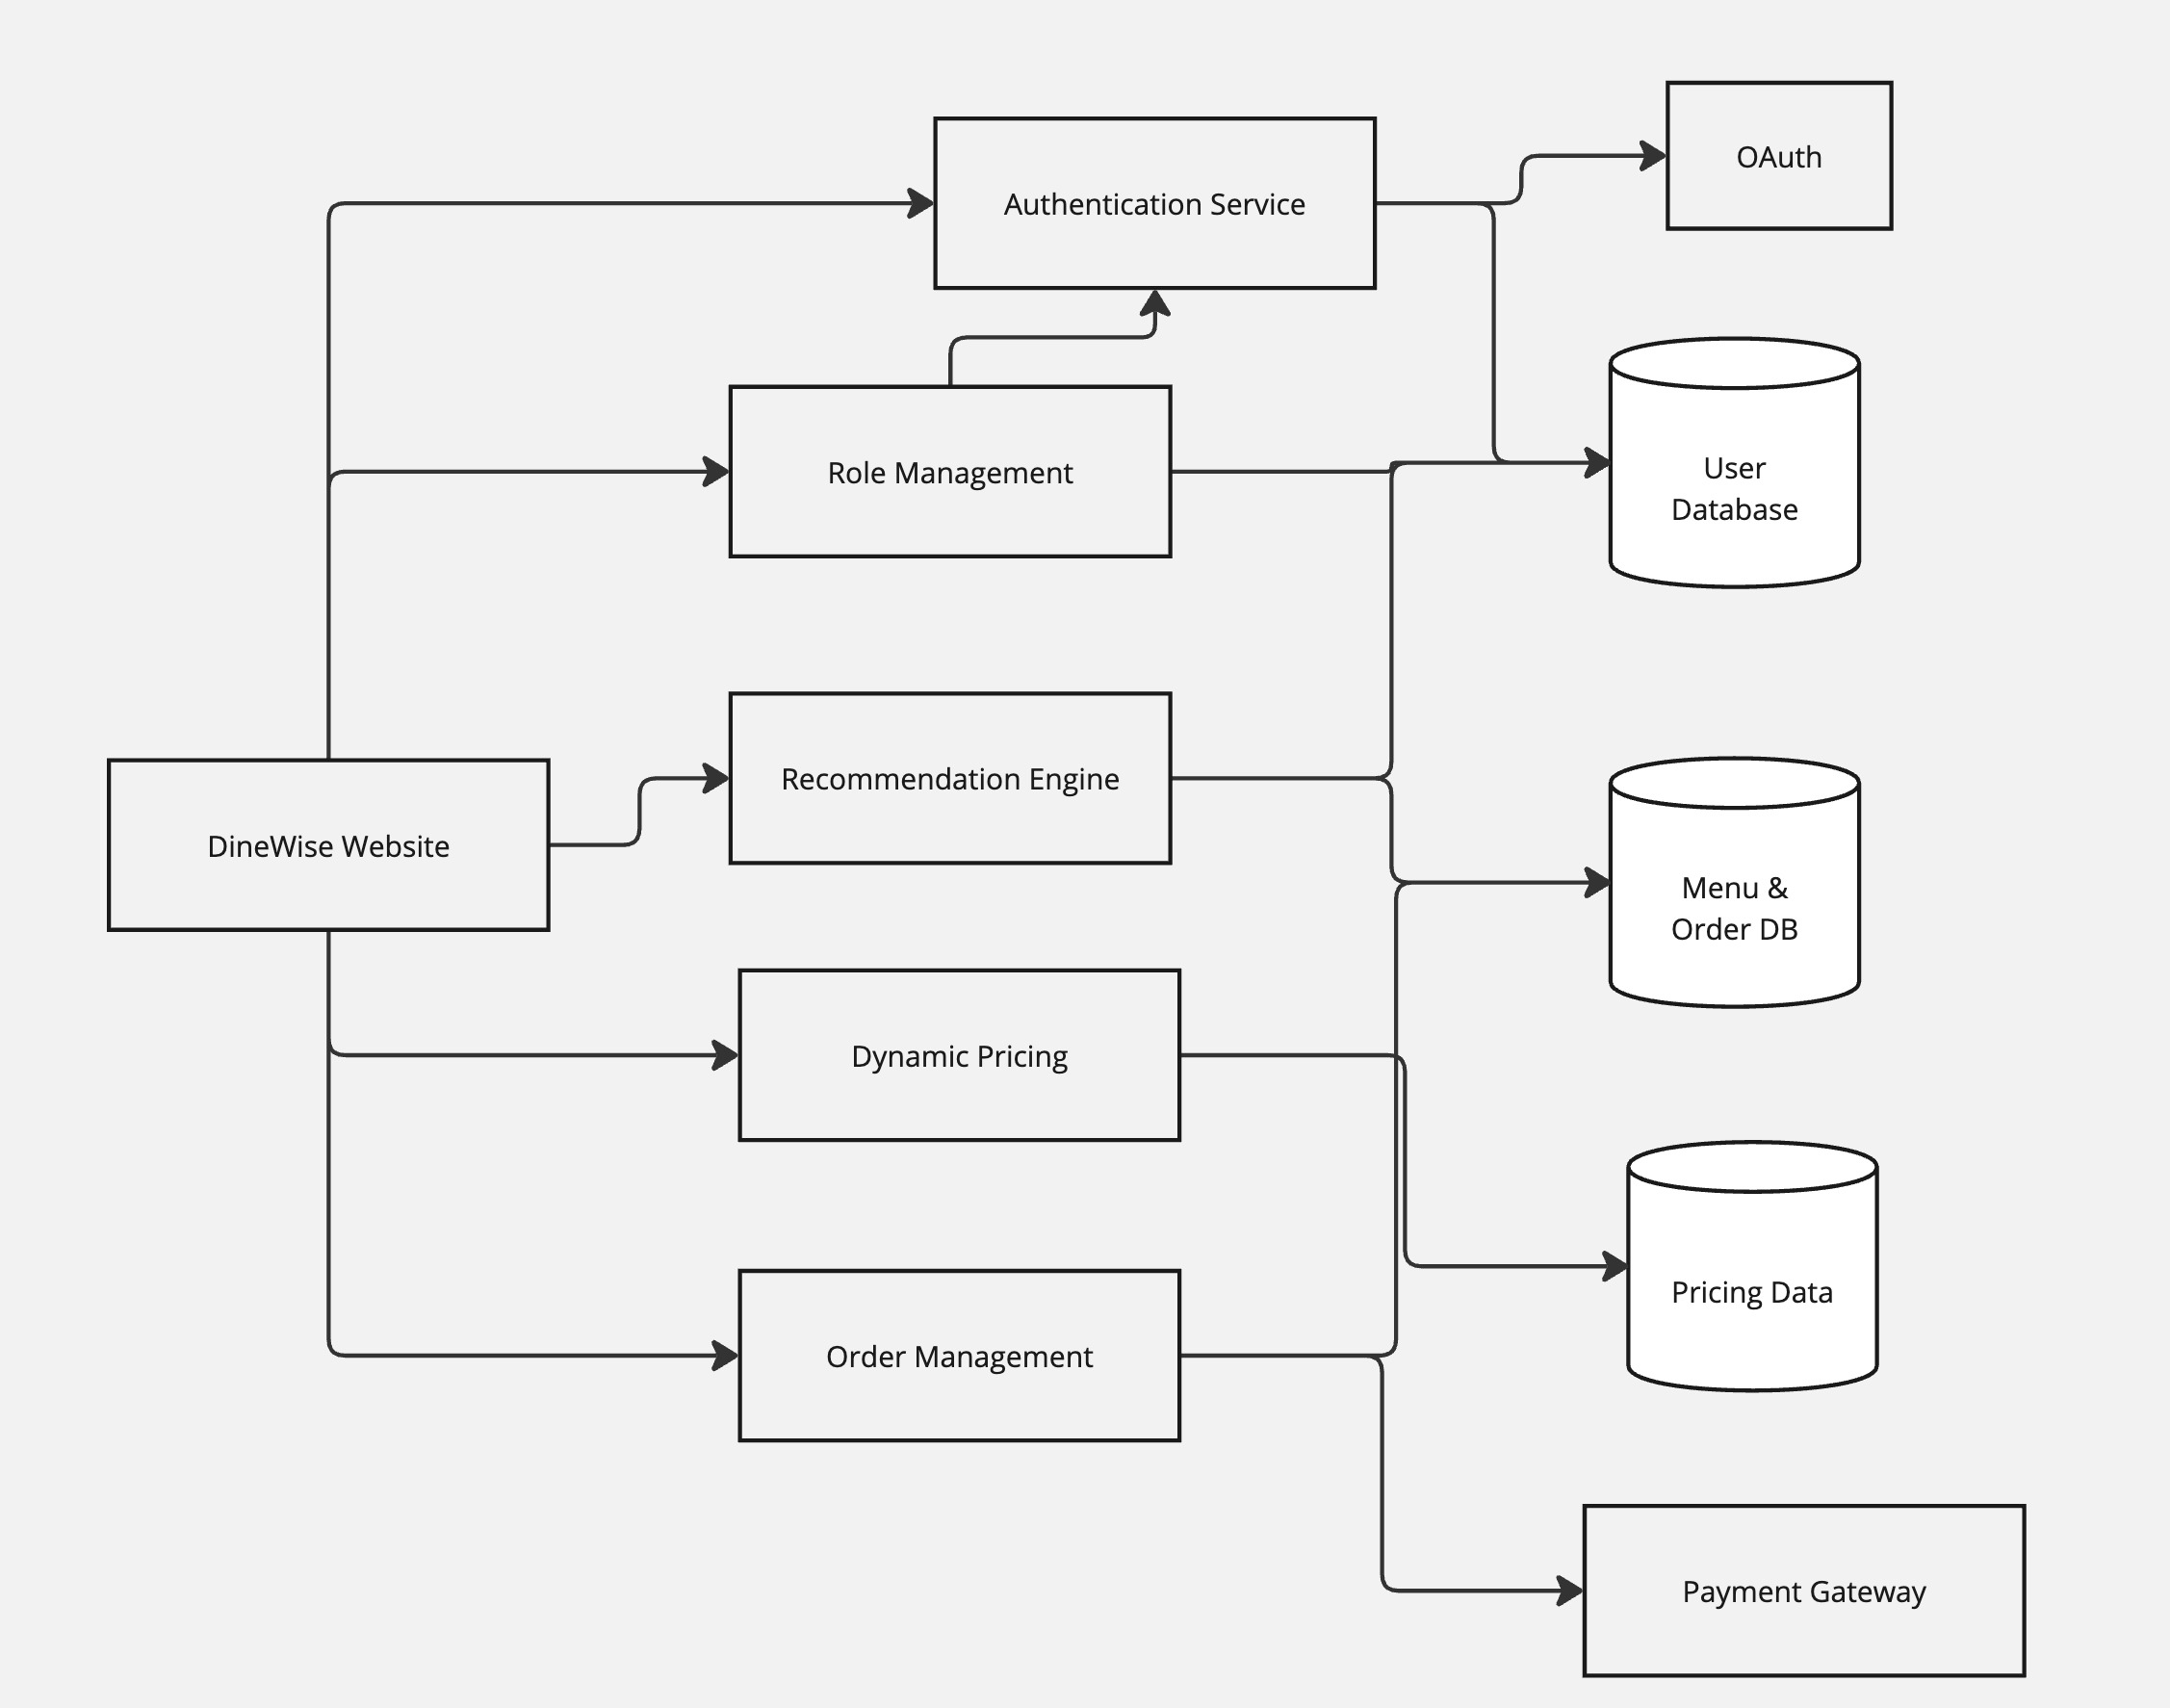 OAuth
Authentication Service
User
Database
Role Management
Recommendation Engine
DineWise Website
Menu &
Order DB
Dynamic Pricing
Pricing Data
Order Management
Payment Gateway